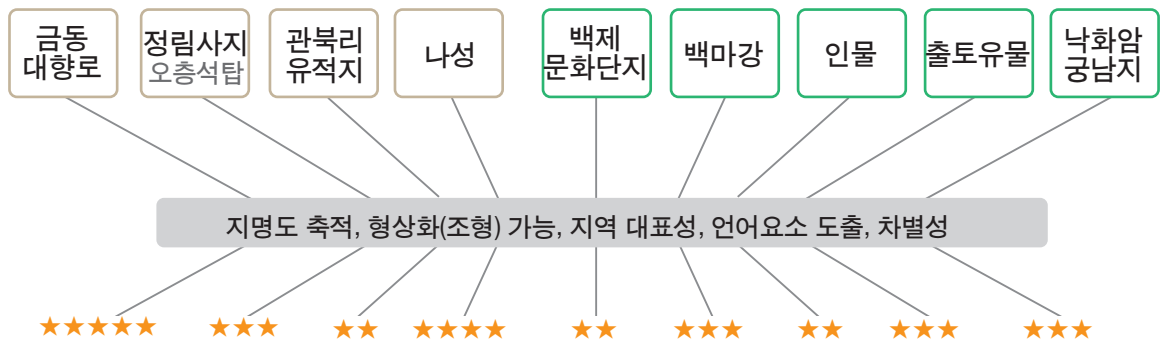 금동
대향로
정림사지
오층석탑
관북리
유적지
나성
백제
문화단지
백마강
인물
출토유물
낙화암
궁남지
지명도 축적, 형상화(조형) 가능, 지역 대표성, 언어요소 도출, 차별성
★★★★★ ★★★ ★★ ★★★★ ★★ ★★★ ★★ ★★★ ★★★